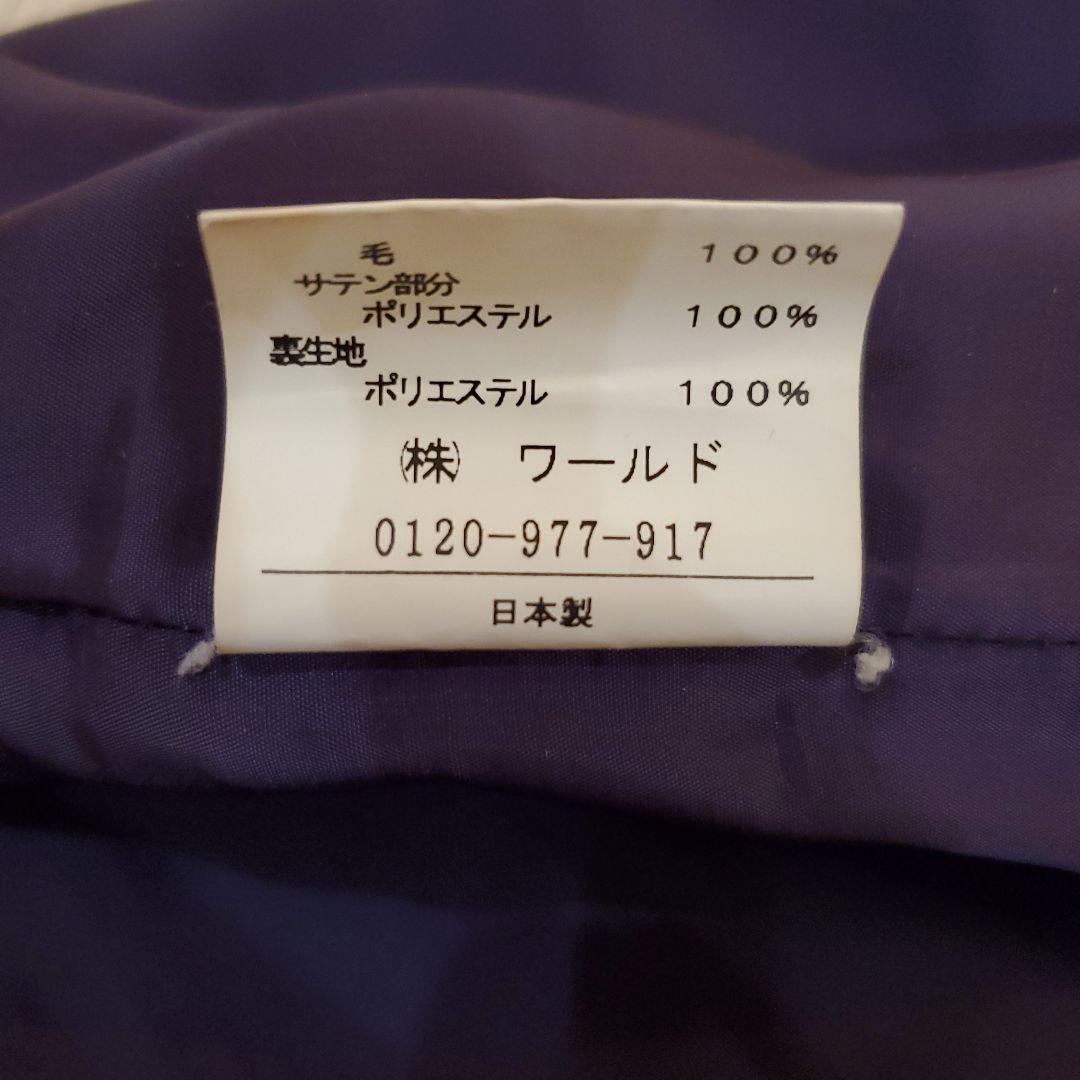 毛 100%
サテン部分
ポリエステル 100%
裏生地
ポリエステル 100%
㈱ ワールド
0120-977-917
日本製